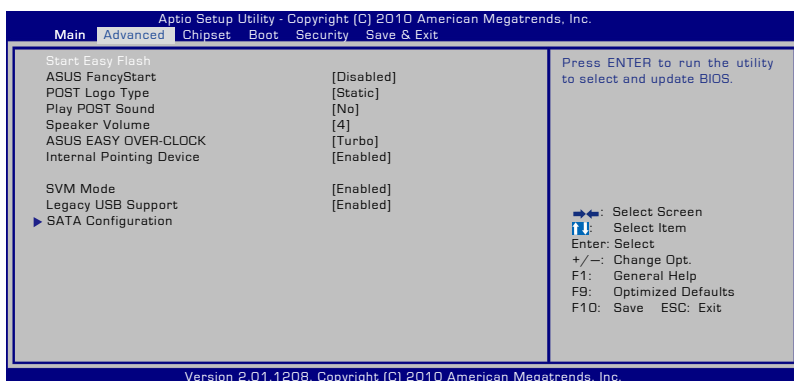 Aptio Setup Utility - Copyright (C) 2010 American Megatrends, Inc.
Main Advanced Chipset Boot Security Save & Exit
Start Easy Flash
ASUS FancyStart [Disabled]
POST Logo Type [Static]
Play POST Sound [No]
Speaker Volume [4]
ASUS EASY OVER-CLOCK [Turbo]
Internal Pointing Device [Enabled]
SVM Mode [Enabled]
Legacy USB Support [Enabled]
SATA Configuration
Press ENTER to run the utility
to select and update BIOS.
→←: Select Screen
↑↓: Select Item
Enter: Select
+/—: Change Opt.
F1: General Help
F9: Optimized Defaults
F10: Save ESC: Exit
Version 2.01.1208. Copyright (C) 2010 American Megatrends, Inc.